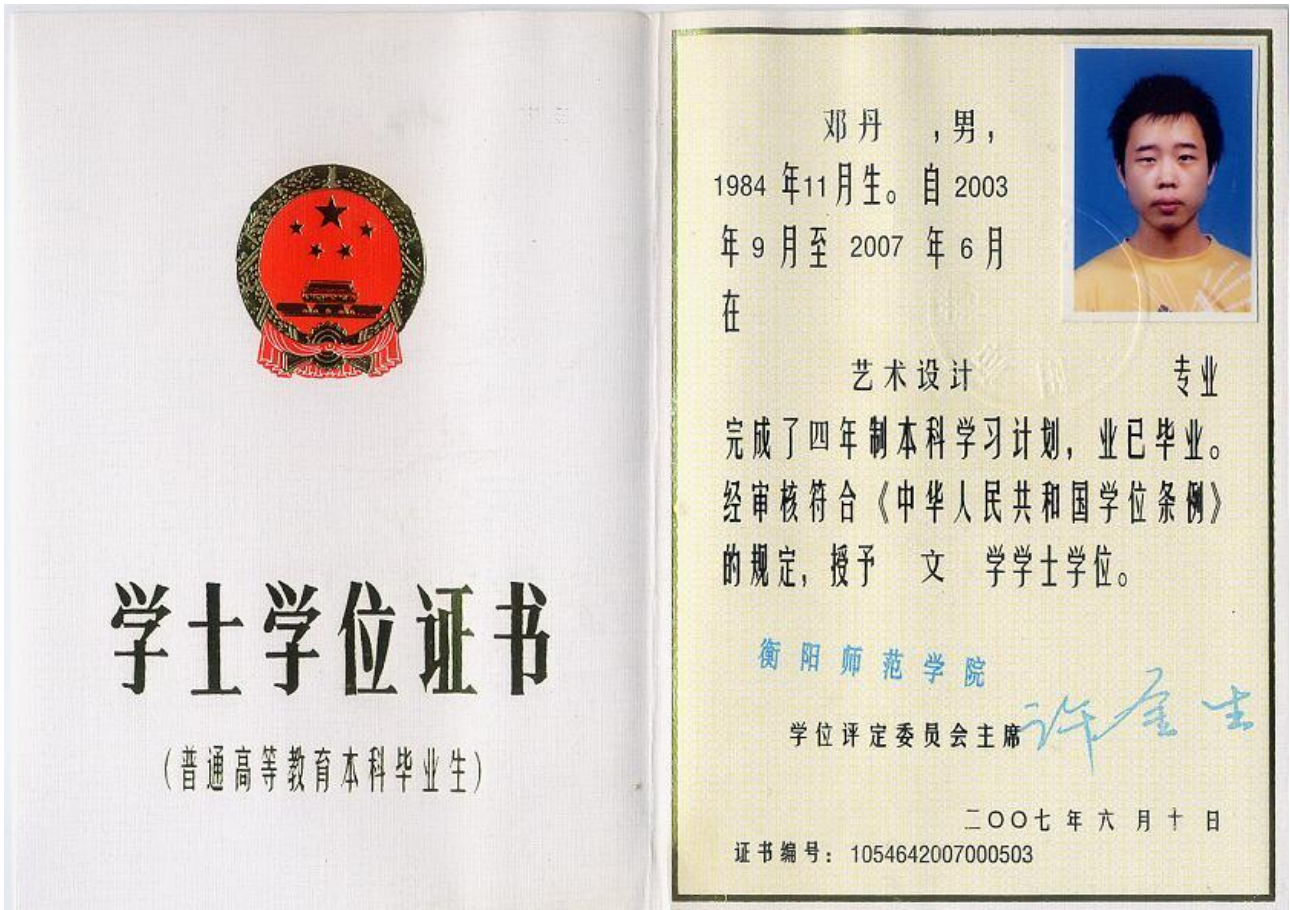 学士学位证书
(普通高等教育本科毕业生)
邓丹 ,男,
1984 年11月生。自 2003
年 9 月至 2007 年 6 月
在
艺术设计 专业
完成了四年制本科学习计划, 业已毕业。
经审核符合《中华人民共和国学位条例》
的规定, 授予 文 学学士学位。
衡阳师范学院
学位评定委员会主席 许金生
二〇〇七年六月十日
证书编号: 1054642007000503